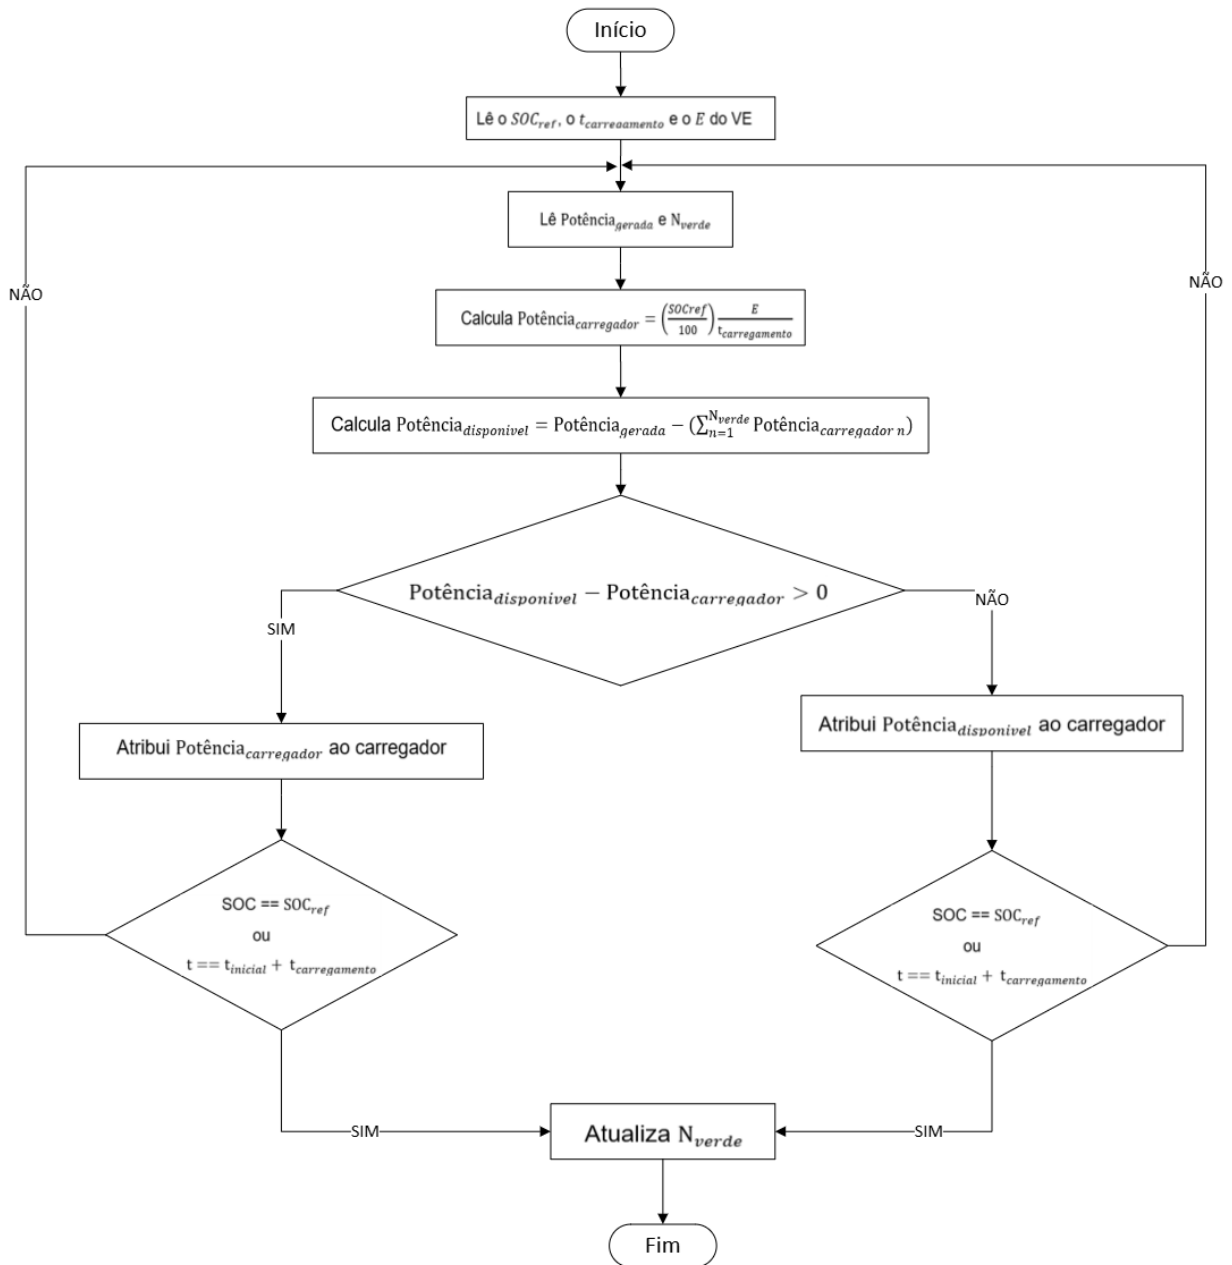 Início
Lê o SOC_ref, o t_carregamento e o E do VE
Lê Potência_gerada e N_verde
NÃO
NÃO
Calcula Potência_carregador = (SOCref/100) E/t_carregamento
Calcula Potência_disponivel = Potência_gerada − (∑_{n=1}^{N_verde} Potência_carregador n)
Potência_disponivel − Potência_carregador > 0
SIM
NÃO
Atribui Potência_carregador ao carregador
Atribui Potência_disponivel ao carregador
SOC == SOC_ref
ou
t == t_inicial + t_carregamento
SOC == SOC_ref
ou
t == t_inicial + t_carregamento
SIM
Atualiza N_verde
SIM
Fim